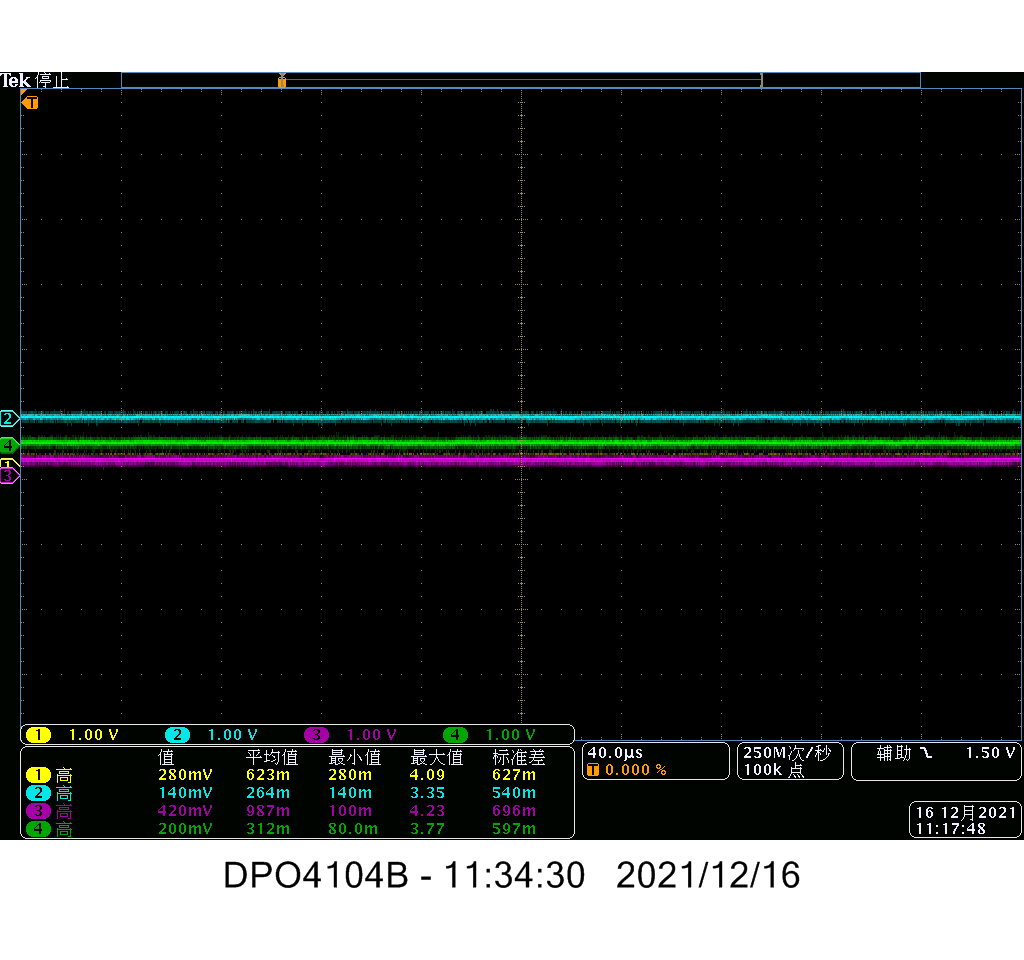 Tek 停止
T
T
2
4
1
3
1 1.00 V 2 1.00 V 3 1.00 V 4 1.00 V
值 平均值 最小值 最大值 标准差
1 高 280mV 623m 280m 4.09 627m
2 高 140mV 264m 140m 3.35 540m
3 高 420mV 987m 100m 4.23 696m
4 高 200mV 312m 80.0m 3.77 597m
40.0µs
T 0.000 %
250M次/秒
100k 点
辅助 1.50 V
16 12月2021
11:17:48
DPO4104B - 11:34:30 2021/12/16